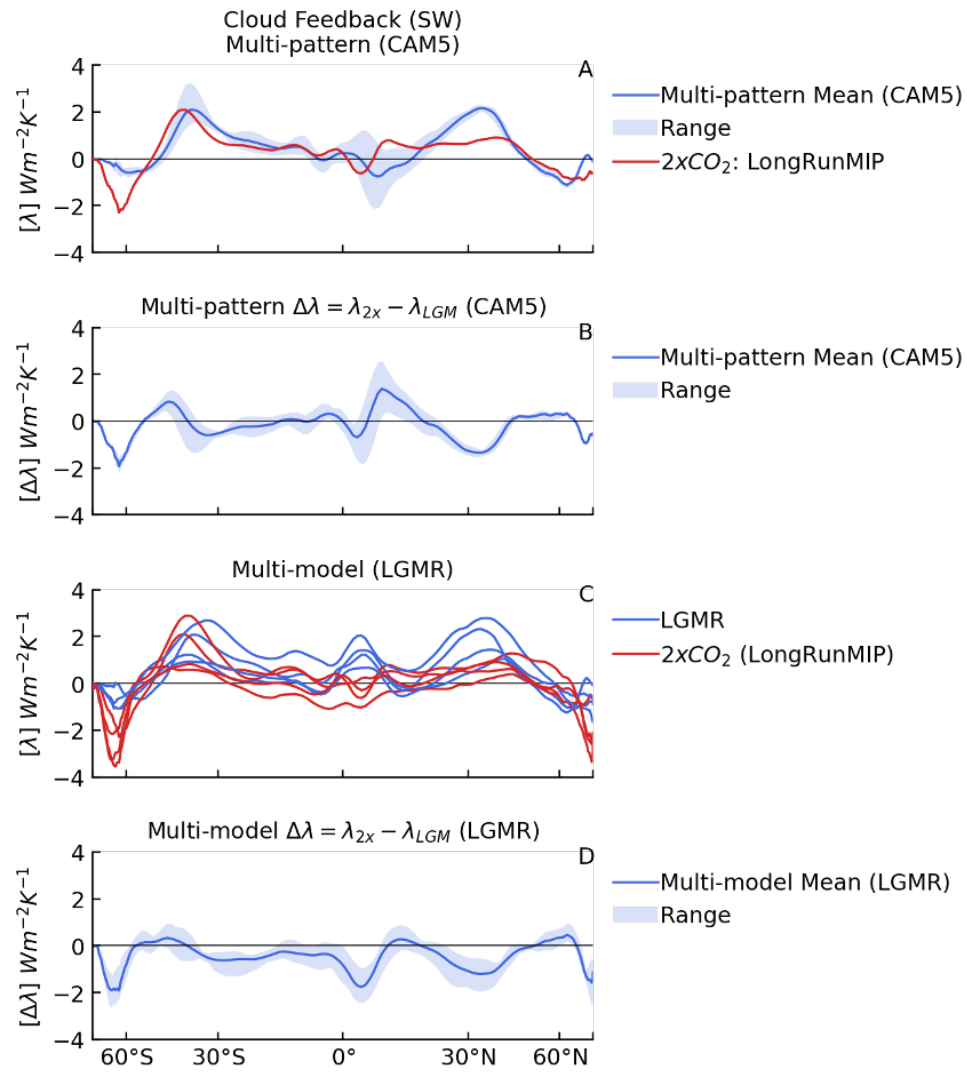 Cloud Feedback (SW)
Multi-pattern (CAM5)
A
4
2
0
−2
−4
[λ] Wm⁻²K⁻¹
Multi-pattern Mean (CAM5)
Range
2xCO₂: LongRunMIP
Multi-pattern Δλ = λ₂ₓ − λ_LGM (CAM5)
B
4
2
0
−2
−4
[Δλ] Wm⁻²K⁻¹
Multi-pattern Mean (CAM5)
Range
Multi-model (LGMR)
C
4
2
0
−2
−4
[λ] Wm⁻²K⁻¹
LGMR
2xCO₂ (LongRunMIP)
Multi-model Δλ = λ₂ₓ − λ_LGM (LGMR)
D
4
2
0
−2
−4
[Δλ] Wm⁻²K⁻¹
Multi-model Mean (LGMR)
Range
60°S 30°S 0° 30°N 60°N